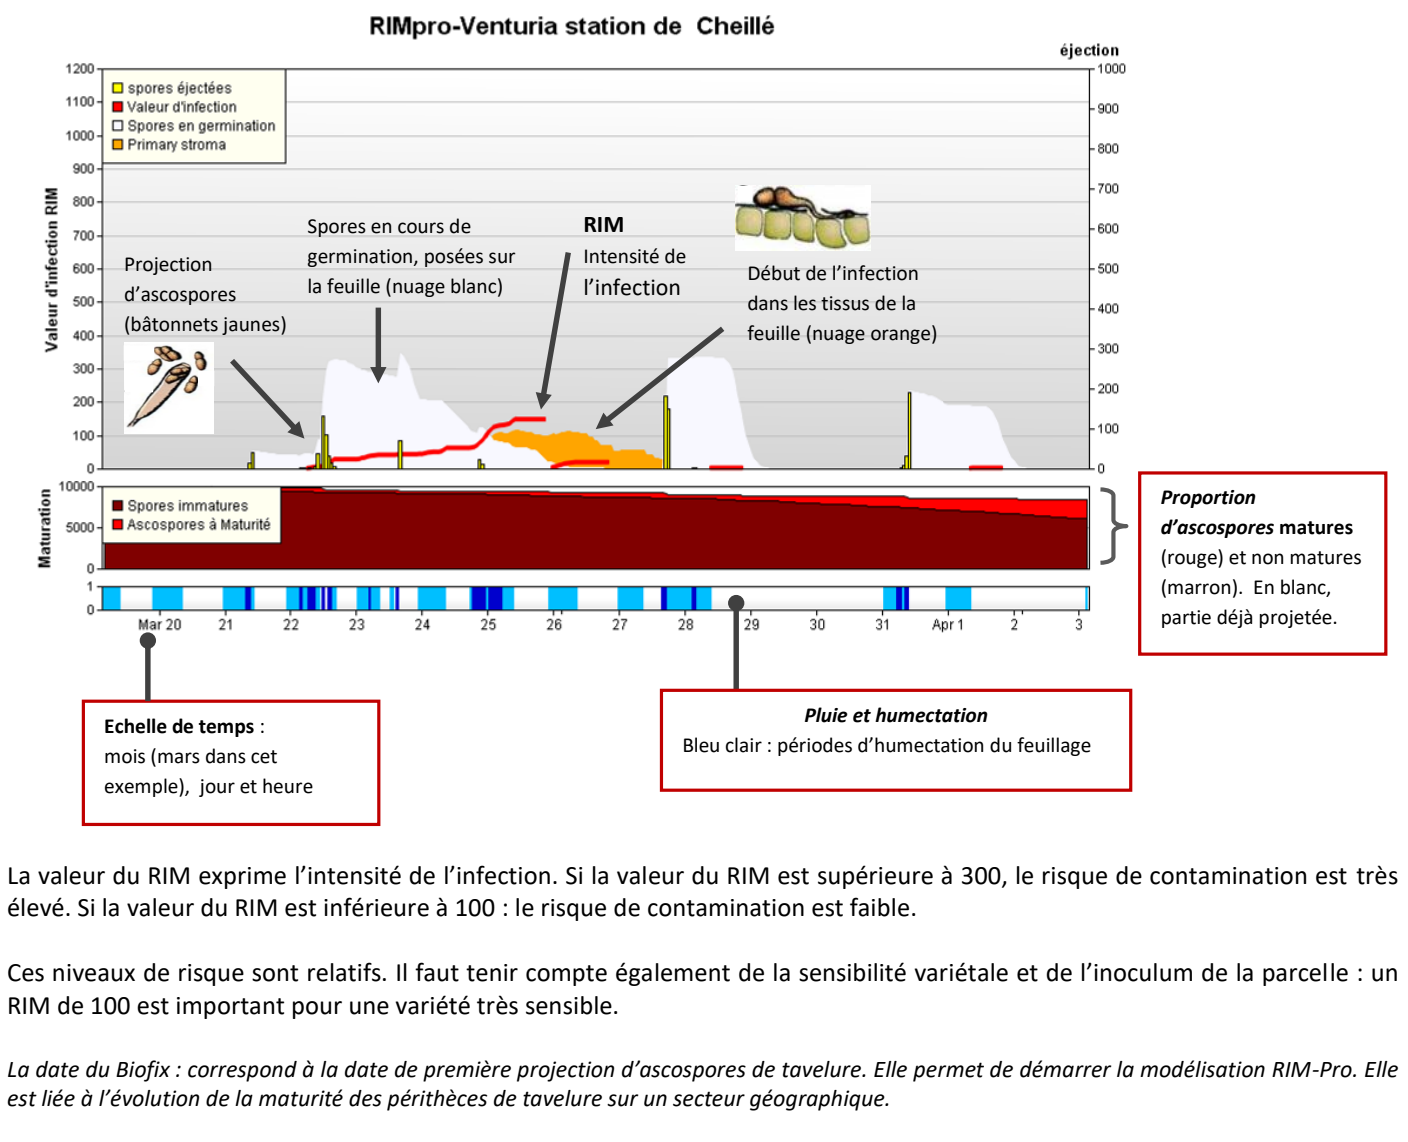 RIMpro-Venturia station de Cheillé
éjection
1200
1100
1000
900
800
700
600
500
400
300
200
100
0
Valeur d'infection RIM
1000
900
800
700
600
500
400
300
200
100
0
spores éjectées
Valeur d'infection
Spores en germination
Primary stroma
Projection
d'ascospores
(bâtonnets jaunes)
Spores en cours de
germination, posées sur
la feuille (nuage blanc)
RIM
Intensité de
l'infection
Début de l'infection
dans les tissus de la
feuille (nuage orange)
Maturation
10000
5000
0
Spores immatures
Ascospores à Maturité
Proportion
d'ascospores matures
(rouge) et non matures
(marron). En blanc,
partie déjà projetée.
1
0
Mar 20 21 22 23 24 25 26 27 28 29 30 31 Apr 1 2 3
Echelle de temps :
mois (mars dans cet
exemple), jour et heure
Pluie et humectation
Bleu clair : périodes d'humectation du feuillage
La valeur du RIM exprime l'intensité de l'infection. Si la valeur du RIM est supérieure à 300, le risque de contamination est très
élevé. Si la valeur du RIM est inférieure à 100 : le risque de contamination est faible.
Ces niveaux de risque sont relatifs. Il faut tenir compte également de la sensibilité variétale et de l'inoculum de la parcelle : un
RIM de 100 est important pour une variété très sensible.
La date du Biofix : correspond à la date de première projection d'ascospores de tavelure. Elle permet de démarrer la modélisation RIM-Pro. Elle
est liée à l'évolution de la maturité des périthèces de tavelure sur un secteur géographique.